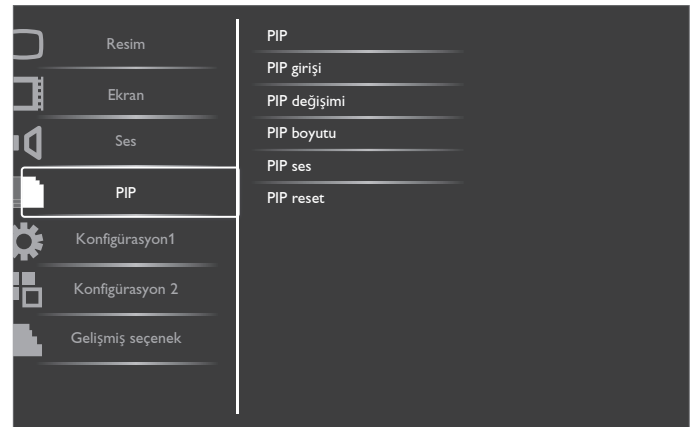 Resim
Ekran
Ses
PIP
Konfigürasyon1
Konfigürasyon 2
Gelişmiş seçenek
PIP
PIP girişi
PIP değişimi
PIP boyutu
PIP ses
PIP reset